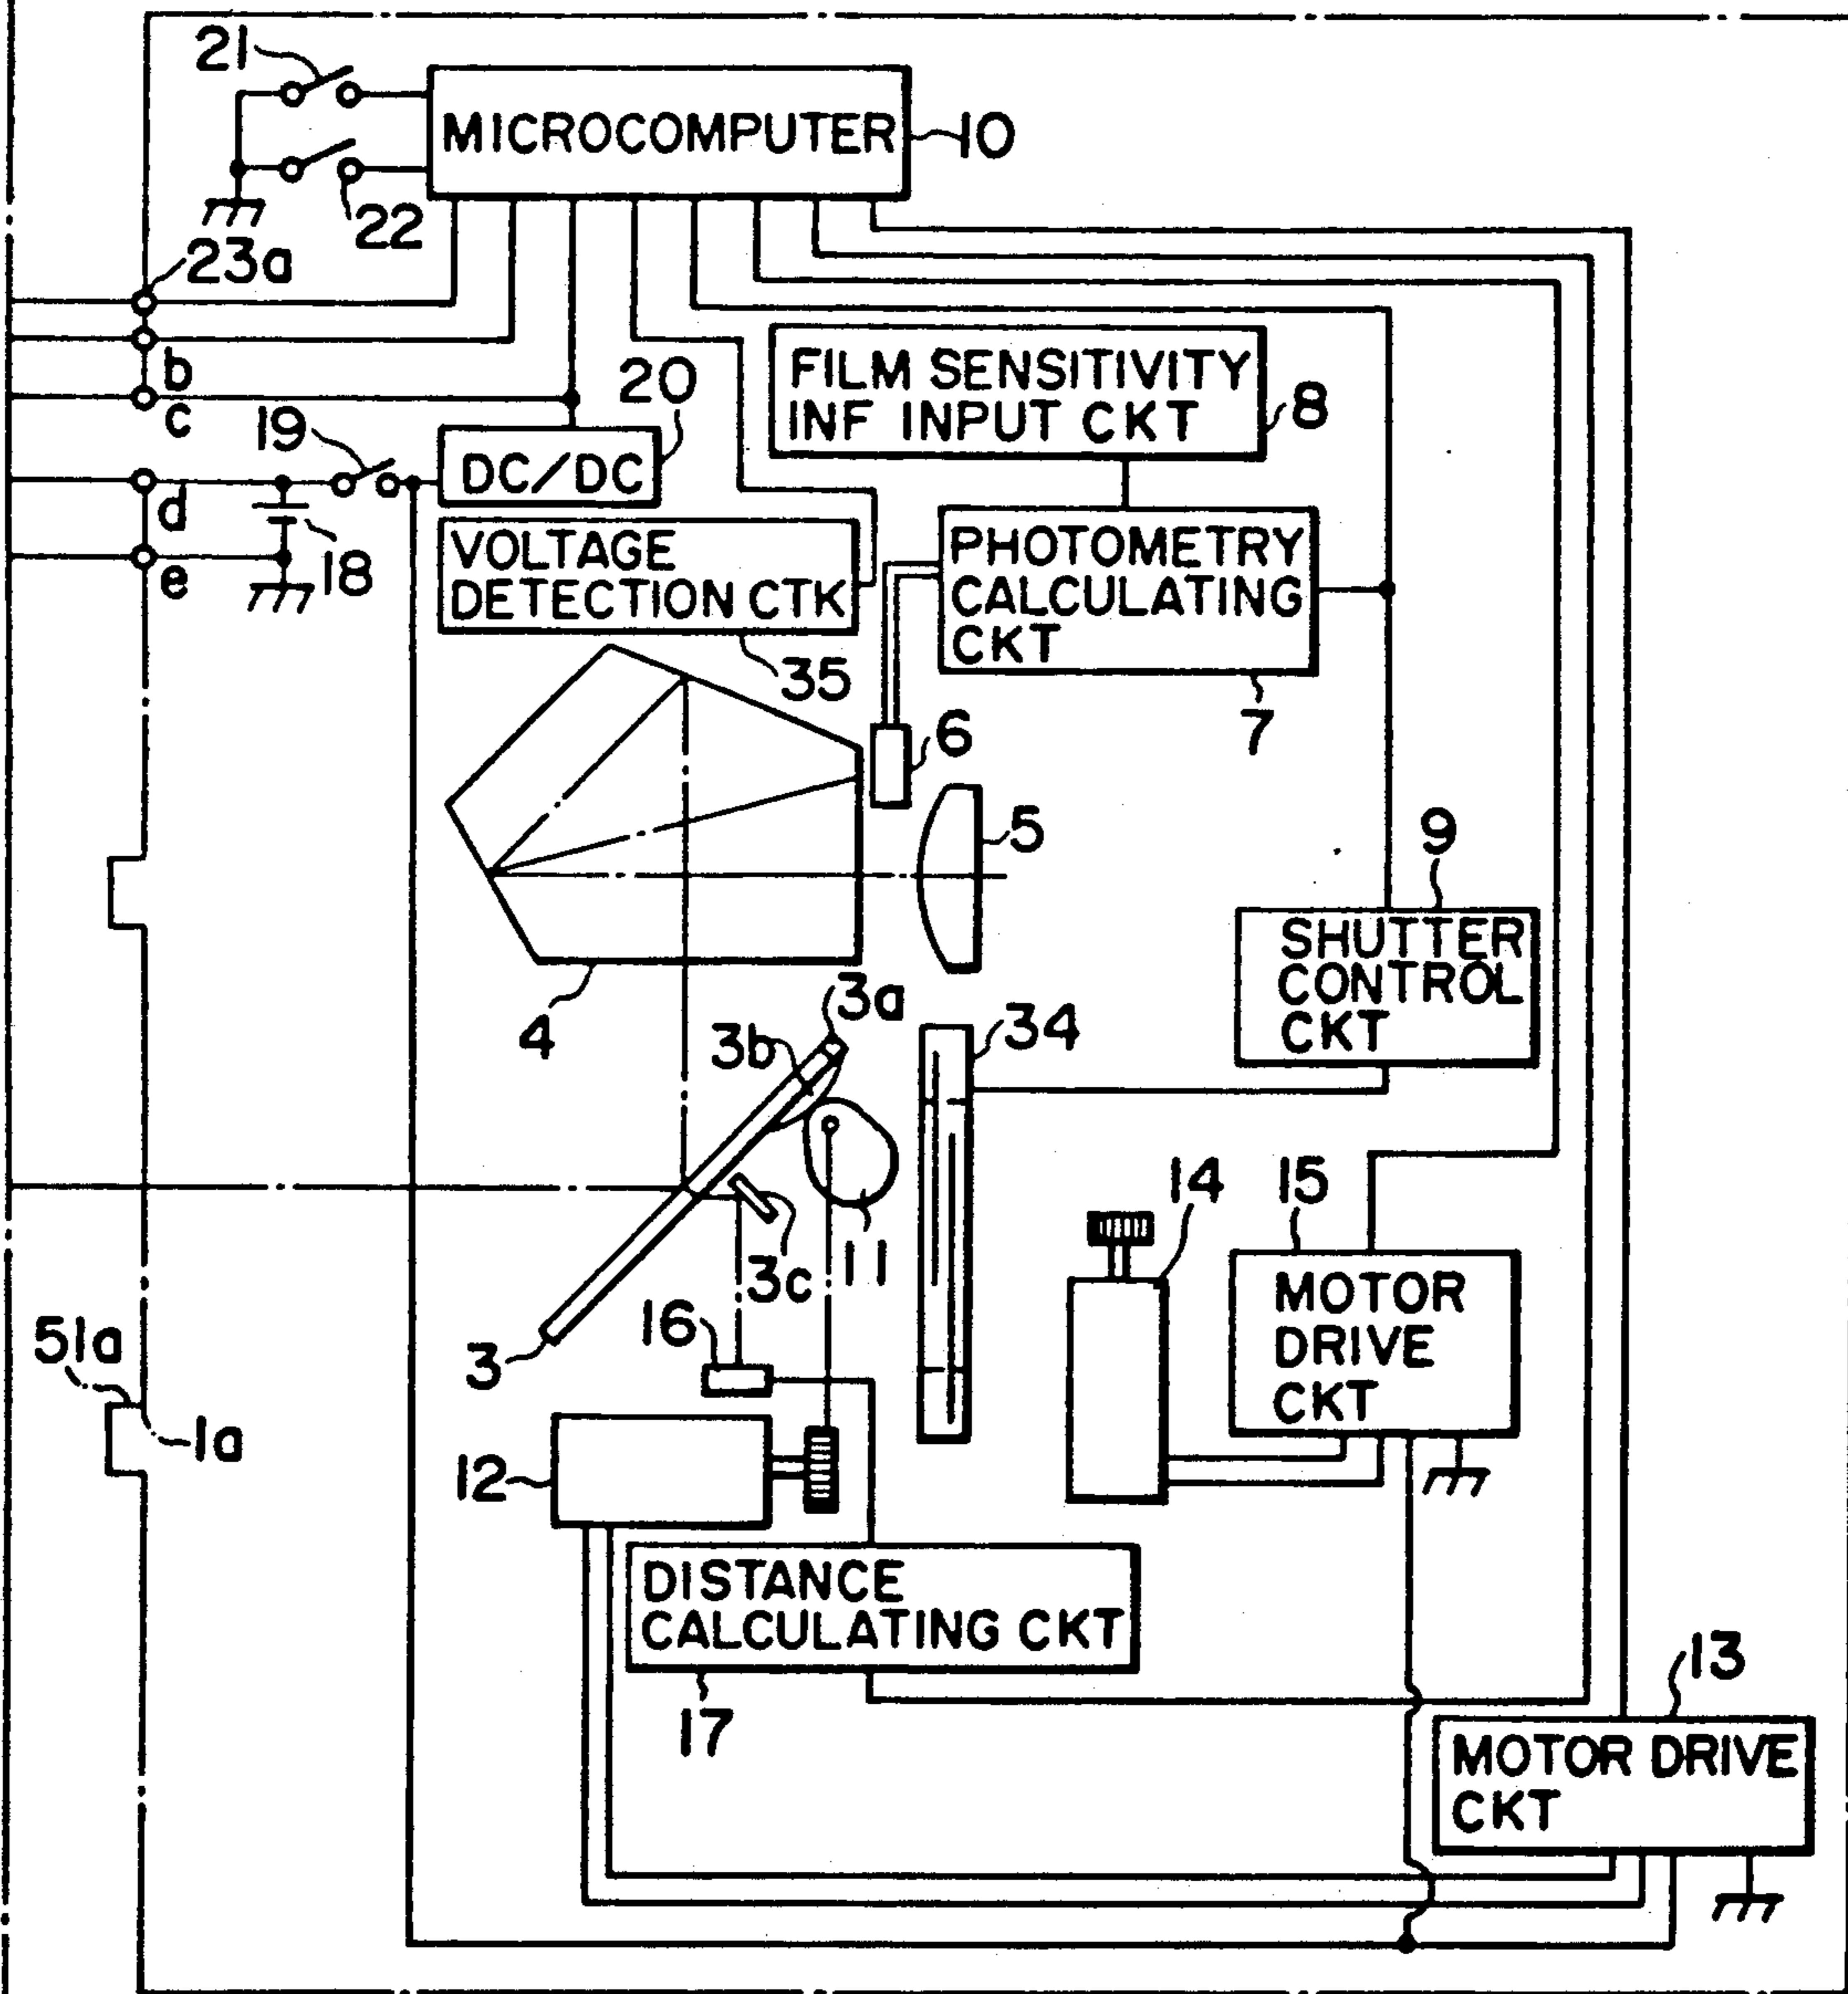 21
MICROCOMPUTER
10
22
23a
b
c
20
FILM SENSITIVITY
INF INPUT CKT
8
19
DC/DC
d
18
e
VOLTAGE
DETECTION CTK
35
PHOTOMETRY
CALCULATING
CKT
7
6
5
9
SHUTTER
CONTROL
CKT
4
3a
3b
34
14
15
11
3c
MOTOR
DRIVE
CKT
16
51a
3
1a
12
DISTANCE
CALCULATING CKT
17
13
MOTOR DRIVE
CKT